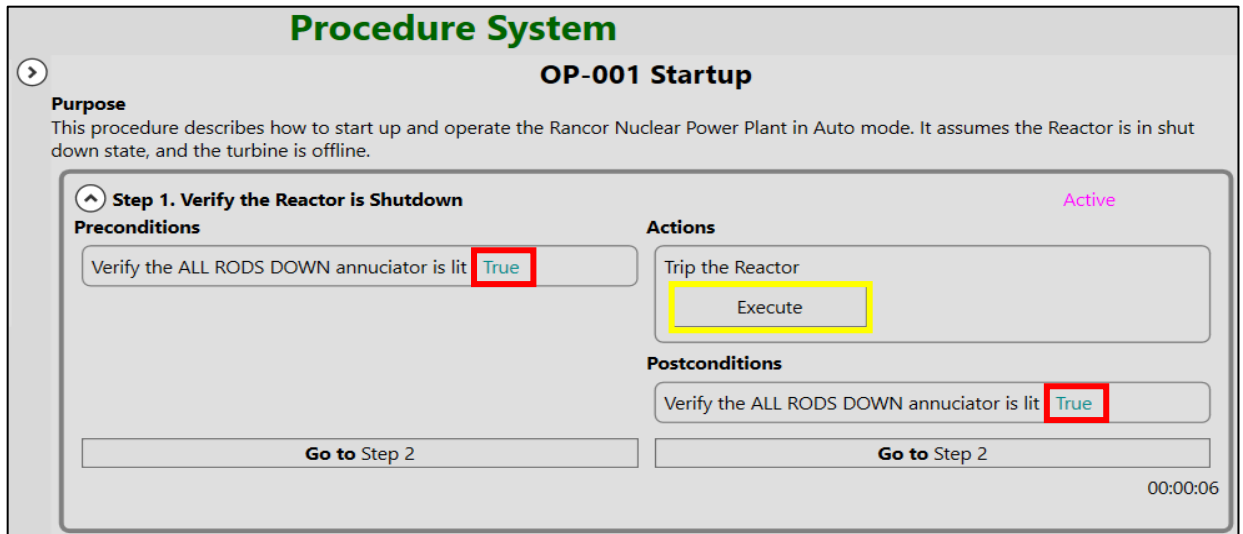 Procedure System
OP-001 Startup
Purpose
This procedure describes how to start up and operate the Rancor Nuclear Power Plant in Auto mode. It assumes the Reactor is in shut
down state, and the turbine is offline.
Step 1. Verify the Reactor is Shutdown
Active
Preconditions
Verify the ALL RODS DOWN annuciator is lit True
Go to Step 2
Actions
Trip the Reactor
Execute
Postconditions
Verify the ALL RODS DOWN annuciator is lit True
Go to Step 2
00:00:06